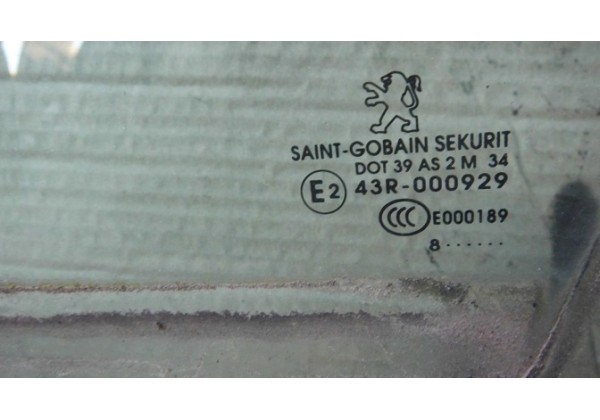 SAINT-GOBAIN SEKURIT
DOT 39 AS 2 M 34
E2 43R-000929
CCC E000189
8······